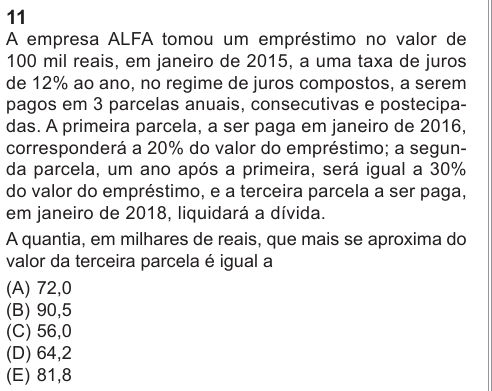 11
A empresa ALFA tomou um empréstimo no valor de
100 mil reais, em janeiro de 2015, a uma taxa de juros
de 12% ao ano, no regime de juros compostos, a serem
pagos em 3 parcelas anuais, consecutivas e postecipa-
das. A primeira parcela, a ser paga em janeiro de 2016,
corresponderá a 20% do valor do empréstimo; a segun-
da parcela, um ano após a primeira, será igual a 30%
do valor do empréstimo, e a terceira parcela a ser paga,
em janeiro de 2018, liquidará a dívida.
A quantia, em milhares de reais, que mais se aproxima do
valor da terceira parcela é igual a
(A) 72,0
(B) 90,5
(C) 56,0
(D) 64,2
(E) 81,8